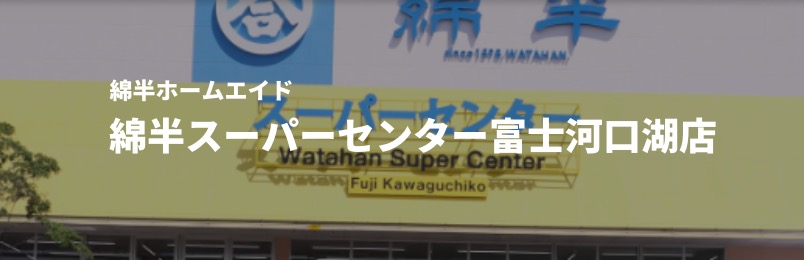 綿半
since 1598 WATAHAN
綿半ホームエイド
スーパーセンター
綿半スーパーセンター富士河口湖店
Watahan Super Center
Fuji Kawaguchiko